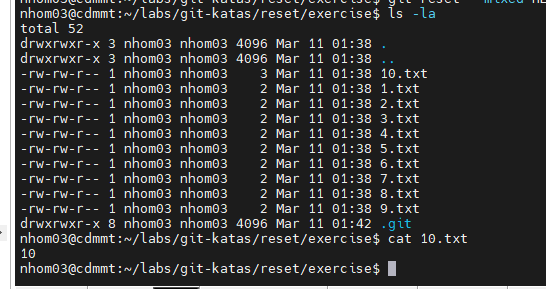 nhom03@cdmmt:~/labs/git-katas/reset/exercise$ ls -la
total 52
drwxrwxr-x 3 nhom03 nhom03 4096 Mar 11 01:38 .
drwxrwxr-x 3 nhom03 nhom03 4096 Mar 11 01:38 ..
-rw-rw-r-- 1 nhom03 nhom03    3 Mar 11 01:38 10.txt
-rw-rw-r-- 1 nhom03 nhom03    2 Mar 11 01:38 1.txt
-rw-rw-r-- 1 nhom03 nhom03    2 Mar 11 01:38 2.txt
-rw-rw-r-- 1 nhom03 nhom03    2 Mar 11 01:38 3.txt
-rw-rw-r-- 1 nhom03 nhom03    2 Mar 11 01:38 4.txt
-rw-rw-r-- 1 nhom03 nhom03    2 Mar 11 01:38 5.txt
-rw-rw-r-- 1 nhom03 nhom03    2 Mar 11 01:38 6.txt
-rw-rw-r-- 1 nhom03 nhom03    2 Mar 11 01:38 7.txt
-rw-rw-r-- 1 nhom03 nhom03    2 Mar 11 01:38 8.txt
-rw-rw-r-- 1 nhom03 nhom03    2 Mar 11 01:38 9.txt
drwxrwxr-x 8 nhom03 nhom03 4096 Mar 11 01:42 .git
nhom03@cdmmt:~/labs/git-katas/reset/exercise$ cat 10.txt
10
nhom03@cdmmt:~/labs/git-katas/reset/exercise$